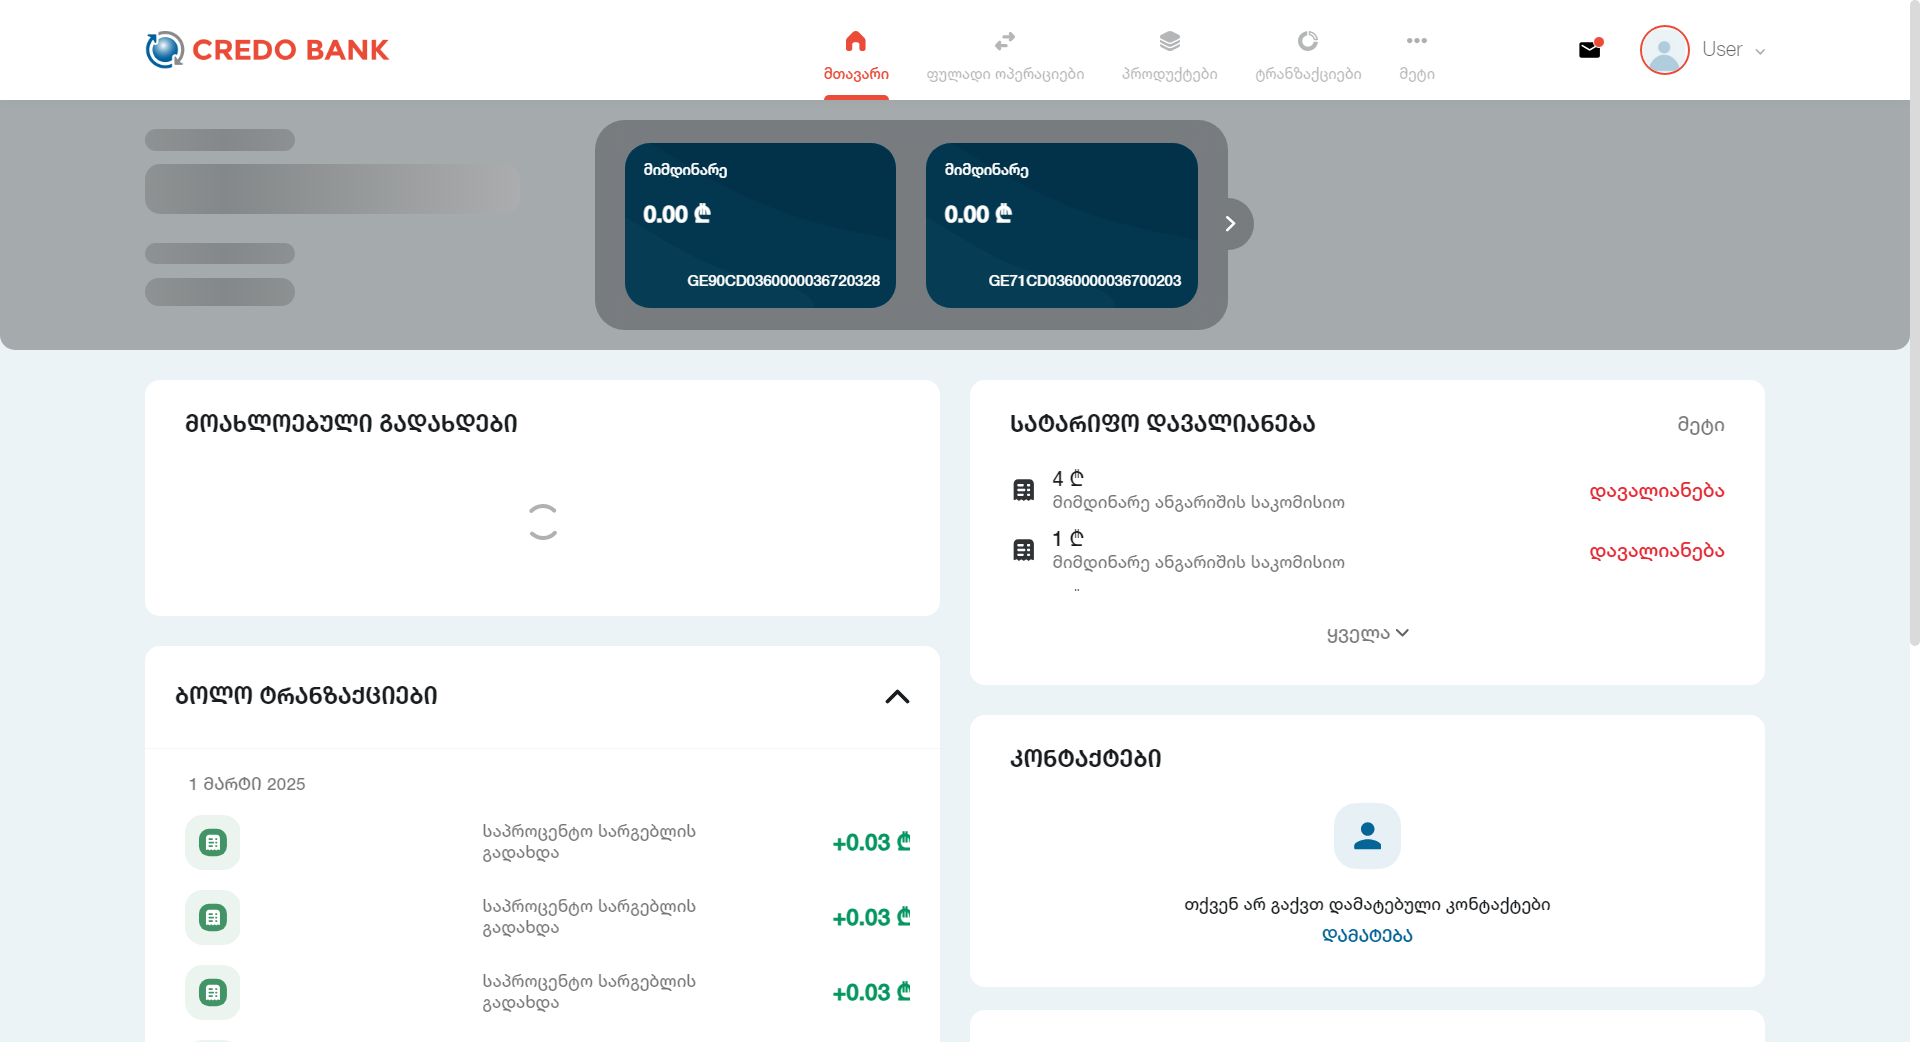 CREDO BANK
მთავარი
ფულადი ოპერაციები
პროდუქტები
ტრანზაქციები
მეტი
User
მიმდინარე
0.00 ₾
GE90CD0360000036720328
მიმდინარე
0.00 ₾
GE71CD0360000036700203
მოახლოებული გადახდები
სატარიფო დავალიანება
მეტი
4 ₾
მიმდინარე ანგარიშის საკომისიო
დავალიანება
1 ₾
მიმდინარე ანგარიშის საკომისიო
დავალიანება
ყველა
ბოლო ტრანზაქციები
1 მარტი 2025
საპროცენტო სარგებლის
გადახდა
+0.03 ₾
საპროცენტო სარგებლის
გადახდა
+0.03 ₾
საპროცენტო სარგებლის
გადახდა
+0.03 ₾
კონტაქტები
თქვენ არ გაქვთ დამატებული კონტაქტები
დამატება